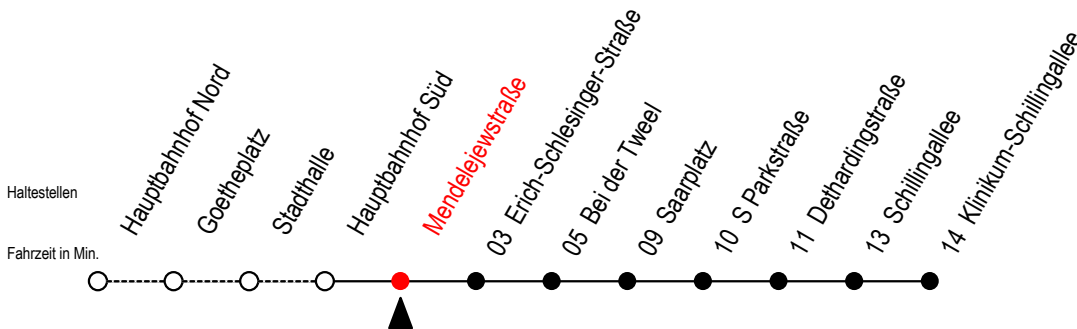 Haltestellen
Fahrzeit in Min.
Hauptbahnhof Nord
Goetheplatz
Stadthalle
Hauptbahnhof Süd
Mendelejewstraße
03 Erich-Schlesinger-Straße
05 Bei der Tweel
09 Saarplatz
10 S Parkstraße
11 Dethardingstraße
13 Schillingallee
14 Klinikum-Schillingallee